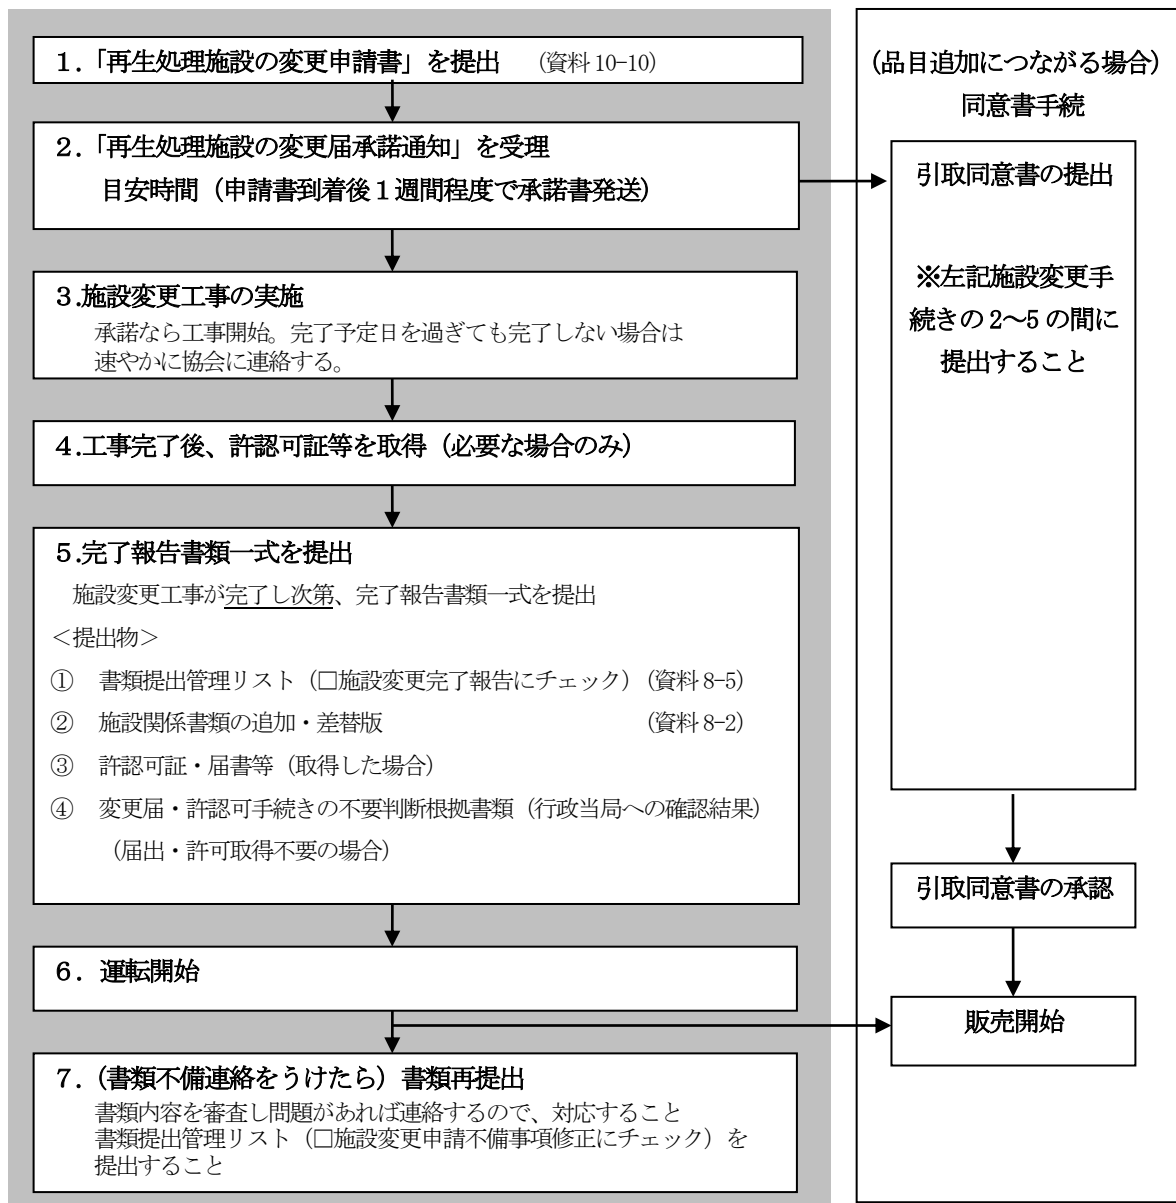 １．「再生処理施設の変更申請書」を提出　（資料 10-10）
２．「再生処理施設の変更届承諾通知」を受理
目安時間（申請書到着後１週間程度で承諾書発送）
３.施設変更工事の実施
承諾なら工事開始。完了予定日を過ぎても完了しない場合は
速やかに協会に連絡する。
４.工事完了後、許認可証等を取得（必要な場合のみ）
５.完了報告書類一式を提出
施設変更工事が完了し次第、完了報告書類一式を提出
＜提出物＞
①　書類提出管理リスト（□施設変更完了報告にチェック）（資料 8-5）
②　施設関係書類の追加・差替版　（資料 8-2）
③　許認可証・届書等（取得した場合）
④　変更届・許認可手続きの不要判断根拠書類（行政当局への確認結果）
（届出・許可取得不要の場合）
６．運転開始
７．（書類不備連絡をうけたら）書類再提出
書類内容を審査し問題があれば連絡するので、対応すること
書類提出管理リスト（□施設変更申請不備事項修正にチェック）を
提出すること
（品目追加につながる場合）
同意書手続
引取同意書の提出
※左記施設変更手
続きの 2～5 の間に
提出すること
引取同意書の承認
販売開始